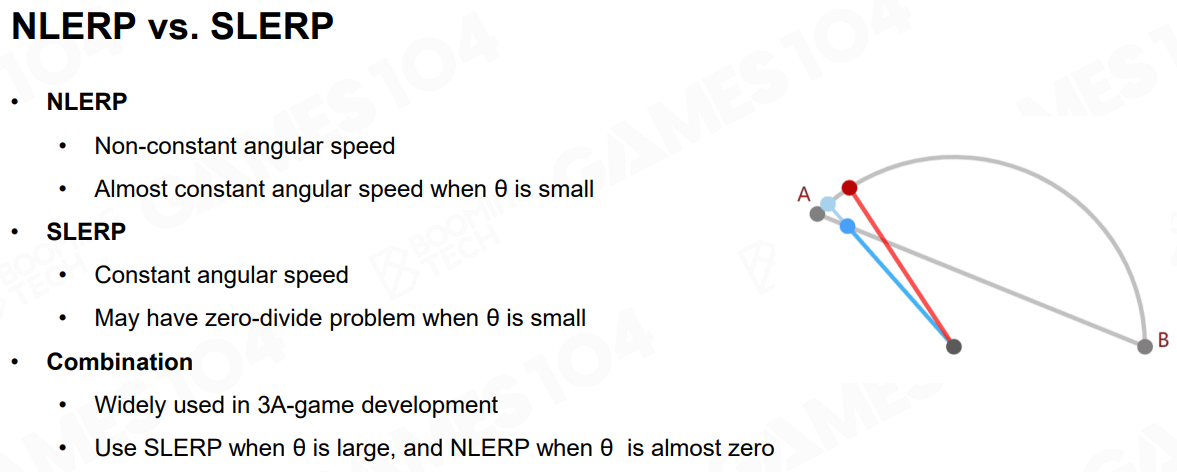 NLERP vs. SLERP
• NLERP
• Non-constant angular speed
• Almost constant angular speed when θ is small
• SLERP
• Constant angular speed
• May have zero-divide problem when θ is small
• Combination
• Widely used in 3A-game development
• Use SLERP when θ is large, and NLERP when θ  is almost zero
A
B
GAMES104
GAMES104
GAMES104
BOOMING
TECH